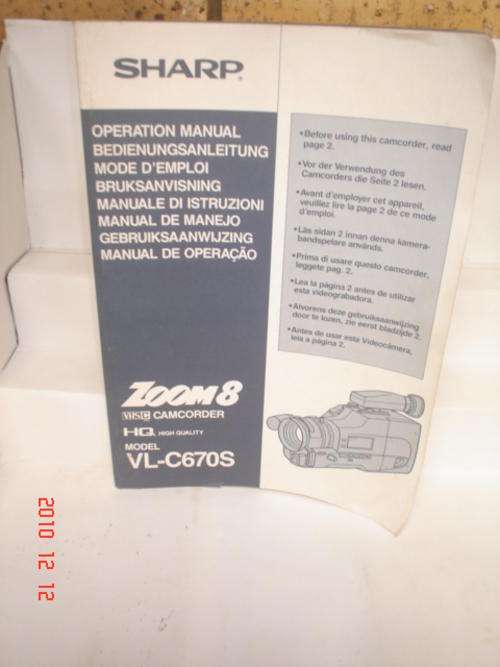 SHARP®
OPERATION MANUAL
BEDIENUNGSANLEITUNG
MODE D'EMPLOI
BRUKSANVISNING
MANUALE DI ISTRUZIONI
MANUAL DE MANEJO
GEBRUIKSAANWIJZING
MANUAL DE OPERAÇÃO
•Before using this camcorder, read
page 2.
•Vor der Verwendung des
Camcorders die Seite 2 lesen.
•Avant d'employer cet appareil,
veuillez lire la page 2 de ce mode
d'emploi.
•Läs sidan 2 innan denna kamera-
bandspelare används.
•Prima di usare questo camcorder,
leggete pag. 2.
•Lea la página 2 antes de utilizar
esta videograbadora.
•Alvorens deze gebruiksaanwijzing
door te lozen, zie eerst bladzijde 2.
•Antes de usar esta Videocâmera,
leia a página 2.
ZOOM 8
VHS C CAMCORDER
HQ HIGH QUALITY
MODEL
VL-C670S
2010 12 12